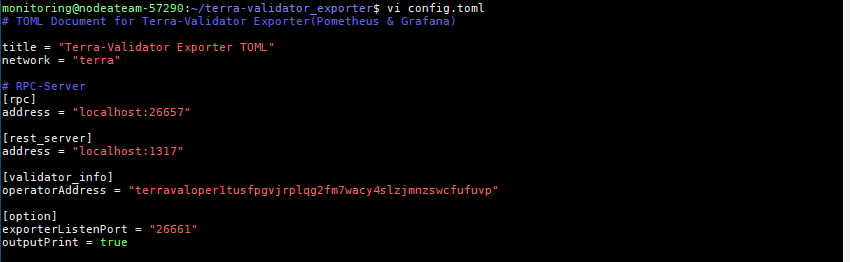 monitoring@nodeateam-57290:~/terra-validator_exporter$ vi config.toml
# TOML Document for Terra-Validator Exporter(Pometheus & Grafana)
title = "Terra-Validator Exporter TOML"
network = "terra"
# RPC-Server
[rpc]
address = "localhost:26657"
[rest_server]
address = "localhost:1317"
[validator_info]
operatorAddress = "terravaloper1tusfpgvjrplqg2fm7wacy4slzjmnzswcfufuvp"
[option]
exporterListenPort = "26661"
outputPrint = true